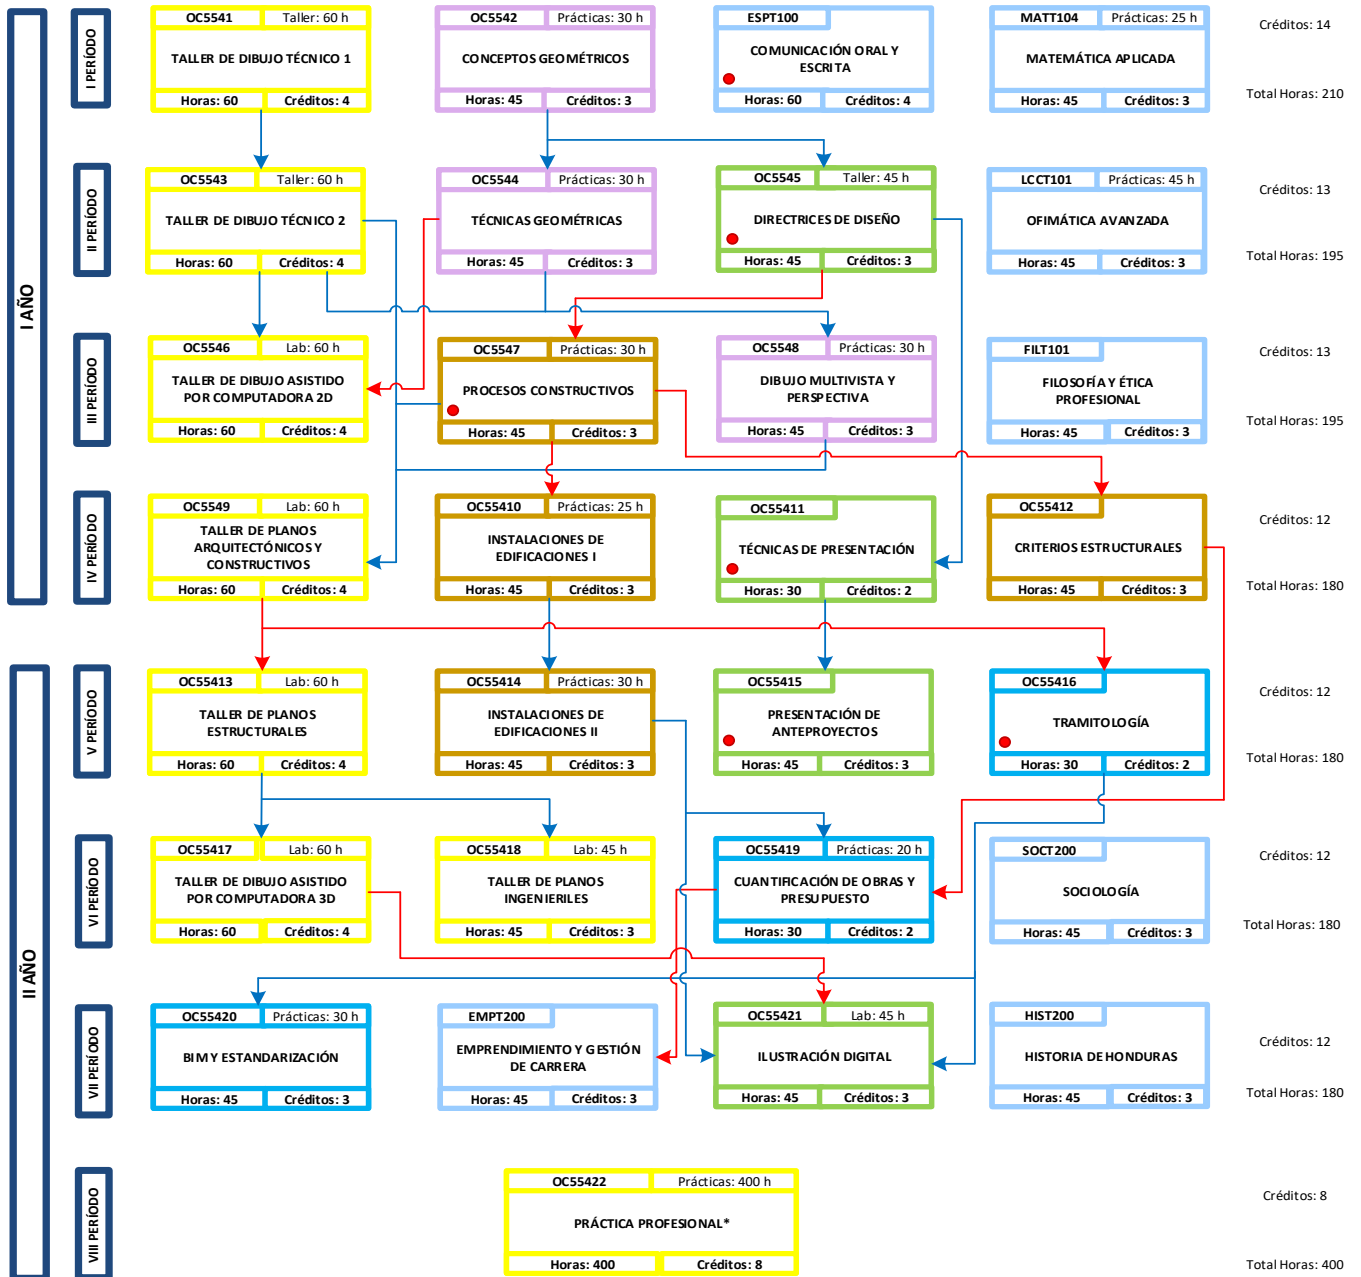 I AÑO
I PERÍODO
OC5541 Taller: 60 h
TALLER DE DIBUJO TÉCNICO 1
Horas: 60 Créditos: 4
OC5542 Prácticas: 30 h
CONCEPTOS GEOMÉTRICOS
Horas: 45 Créditos: 3
ESPT100
COMUNICACIÓN ORAL Y
ESCRITA
Horas: 60 Créditos: 4
MATT104 Prácticas: 25 h
MATEMÁTICA APLICADA
Horas: 45 Créditos: 3
Créditos: 14
Total Horas: 210
II PERÍODO
OC5543 Taller: 60 h
TALLER DE DIBUJO TÉCNICO 2
Horas: 60 Créditos: 4
OC5544 Prácticas: 30 h
TÉCNICAS GEOMÉTRICAS
Horas: 45 Créditos: 3
OC5545 Taller: 45 h
DIRECTRICES DE DISEÑO
Horas: 45 Créditos: 3
LCCT101 Prácticas: 45 h
OFIMÁTICA AVANZADA
Horas: 45 Créditos: 3
Créditos: 13
Total Horas: 195
III PERÍODO
OC5546 Lab: 60 h
TALLER DE DIBUJO ASISTIDO
POR COMPUTADORA 2D
Horas: 60 Créditos: 4
OC5547 Prácticas: 30 h
PROCESOS CONSTRUCTIVOS
Horas: 45 Créditos: 3
OC5548 Prácticas: 30 h
DIBUJO MULTIVISTA Y
PERSPECTIVA
Horas: 45 Créditos: 3
FILT101
FILOSOFÍA Y ÉTICA
PROFESIONAL
Horas: 45 Créditos: 3
Créditos: 13
Total Horas: 195
IV PERÍODO
OC5549 Lab: 60 h
TALLER DE PLANOS
ARQUITECTÓNICOS Y
CONSTRUCTIVOS
Horas: 60 Créditos: 4
OC55410 Prácticas: 25 h
INSTALACIONES DE
EDIFICACIONES I
Horas: 45 Créditos: 3
OC55411
TÉCNICAS DE PRESENTACIÓN
Horas: 30 Créditos: 2
OC55412
CRITERIOS ESTRUCTURALES
Horas: 45 Créditos: 3
Créditos: 12
Total Horas: 180
II AÑO
V PERÍODO
OC55413 Lab: 60 h
TALLER DE PLANOS
ESTRUCTURALES
Horas: 60 Créditos: 4
OC55414 Prácticas: 30 h
INSTALACIONES DE
EDIFICACIONES II
Horas: 45 Créditos: 3
OC55415
PRESENTACIÓN DE
ANTEPROYECTOS
Horas: 45 Créditos: 3
OC55416
TRAMITOLOGÍA
Horas: 30 Créditos: 2
Créditos: 12
Total Horas: 180
VI PERÍODO
OC55417 Lab: 60 h
TALLER DE DIBUJO ASISTIDO
POR COMPUTADORA 3D
Horas: 60 Créditos: 4
OC55418 Lab: 45 h
TALLER DE PLANOS
INGENIERILES
Horas: 45 Créditos: 3
OC55419 Prácticas: 20 h
CUANTIFICACIÓN DE OBRAS Y
PRESUPUESTO
Horas: 30 Créditos: 2
SOCT200
SOCIOLOGÍA
Horas: 45 Créditos: 3
Créditos: 12
Total Horas: 180
VII PERÍODO
OC55420 Prácticas: 30 h
BIM Y ESTANDARIZACIÓN
Horas: 45 Créditos: 3
EMPT200
EMPRENDIMIENTO Y GESTIÓN
DE CARRERA
Horas: 45 Créditos: 3
OC55421 Lab: 45 h
ILUSTRACIÓN DIGITAL
Horas: 45 Créditos: 3
HIST200
HISTORIA DE HONDURAS
Horas: 45 Créditos: 3
Créditos: 12
Total Horas: 180
VIII PERÍODO
OC55422 Prácticas: 400 h
PRÁCTICA PROFESIONAL*
Horas: 400 Créditos: 8
Créditos: 8
Total Horas: 400